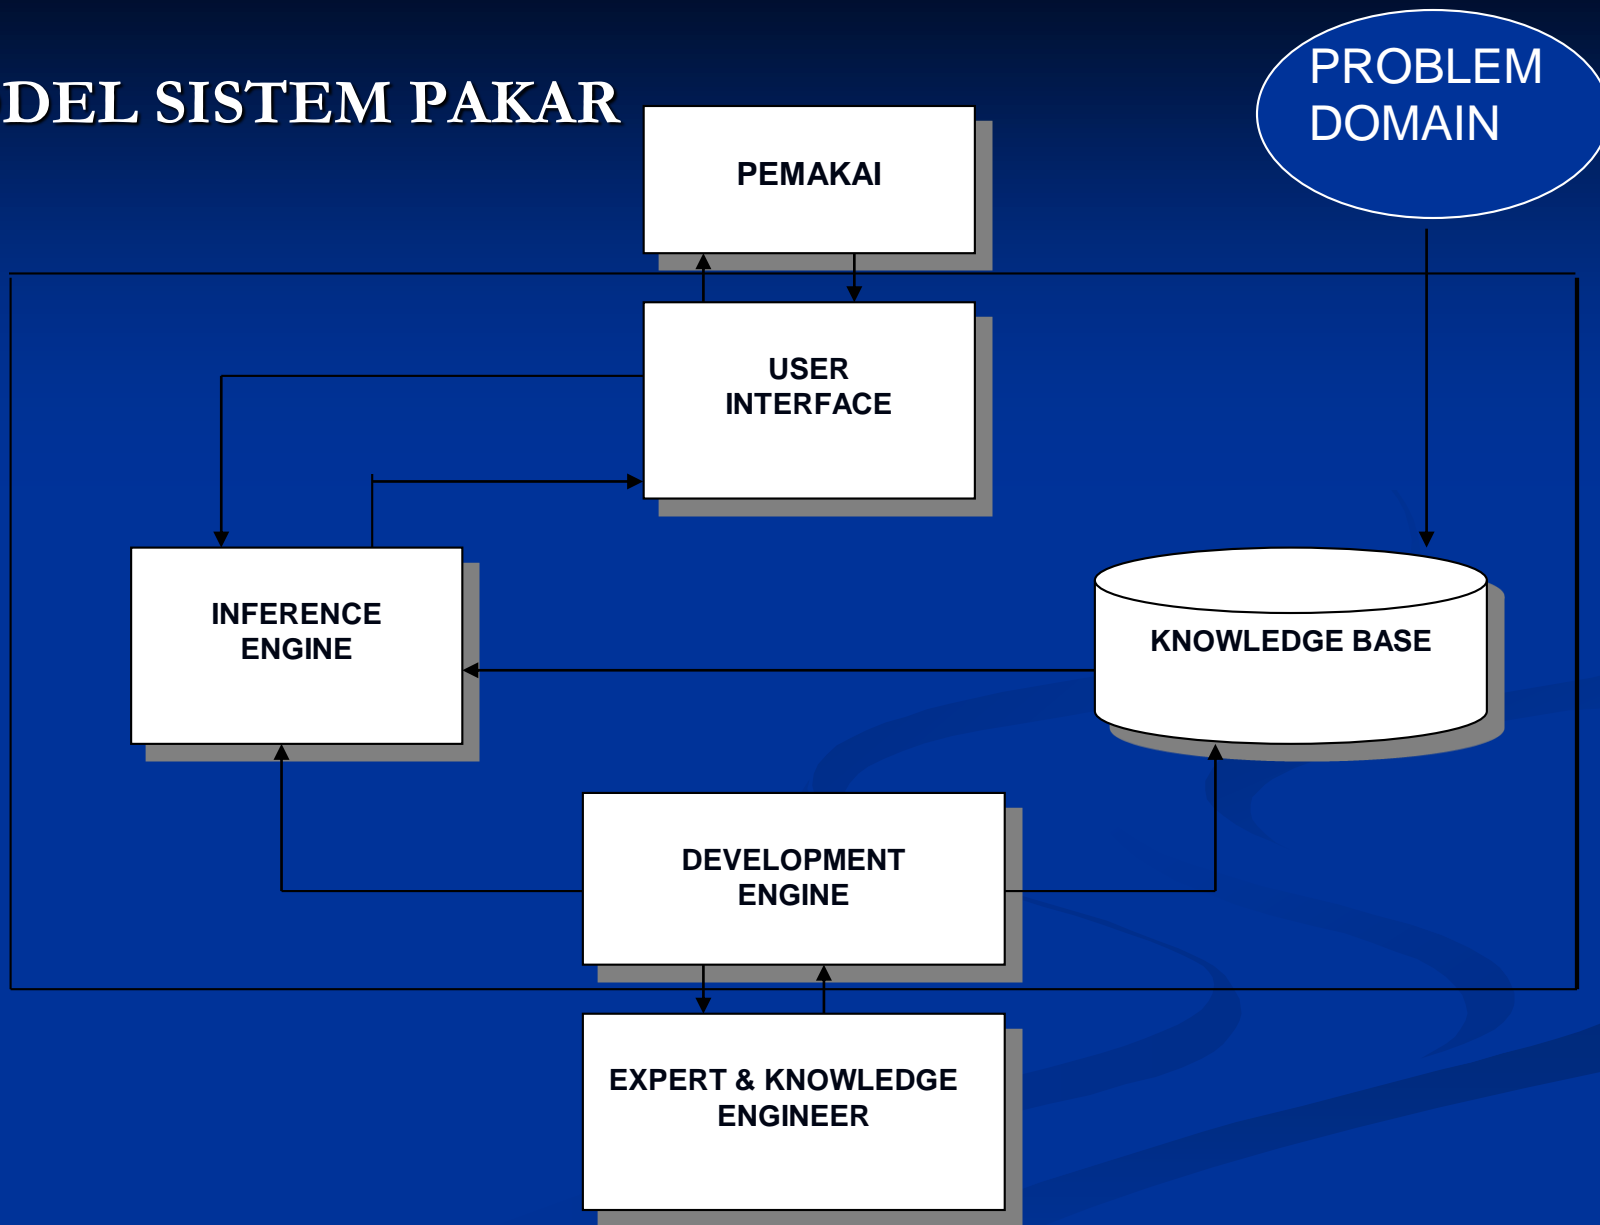 DEL SISTEM PAKAR
PROBLEM
DOMAIN
PEMAKAI
USER
INTERFACE
INFERENCE
ENGINE
KNOWLEDGE BASE
DEVELOPMENT
ENGINE
EXPERT & KNOWLEDGE
ENGINEER